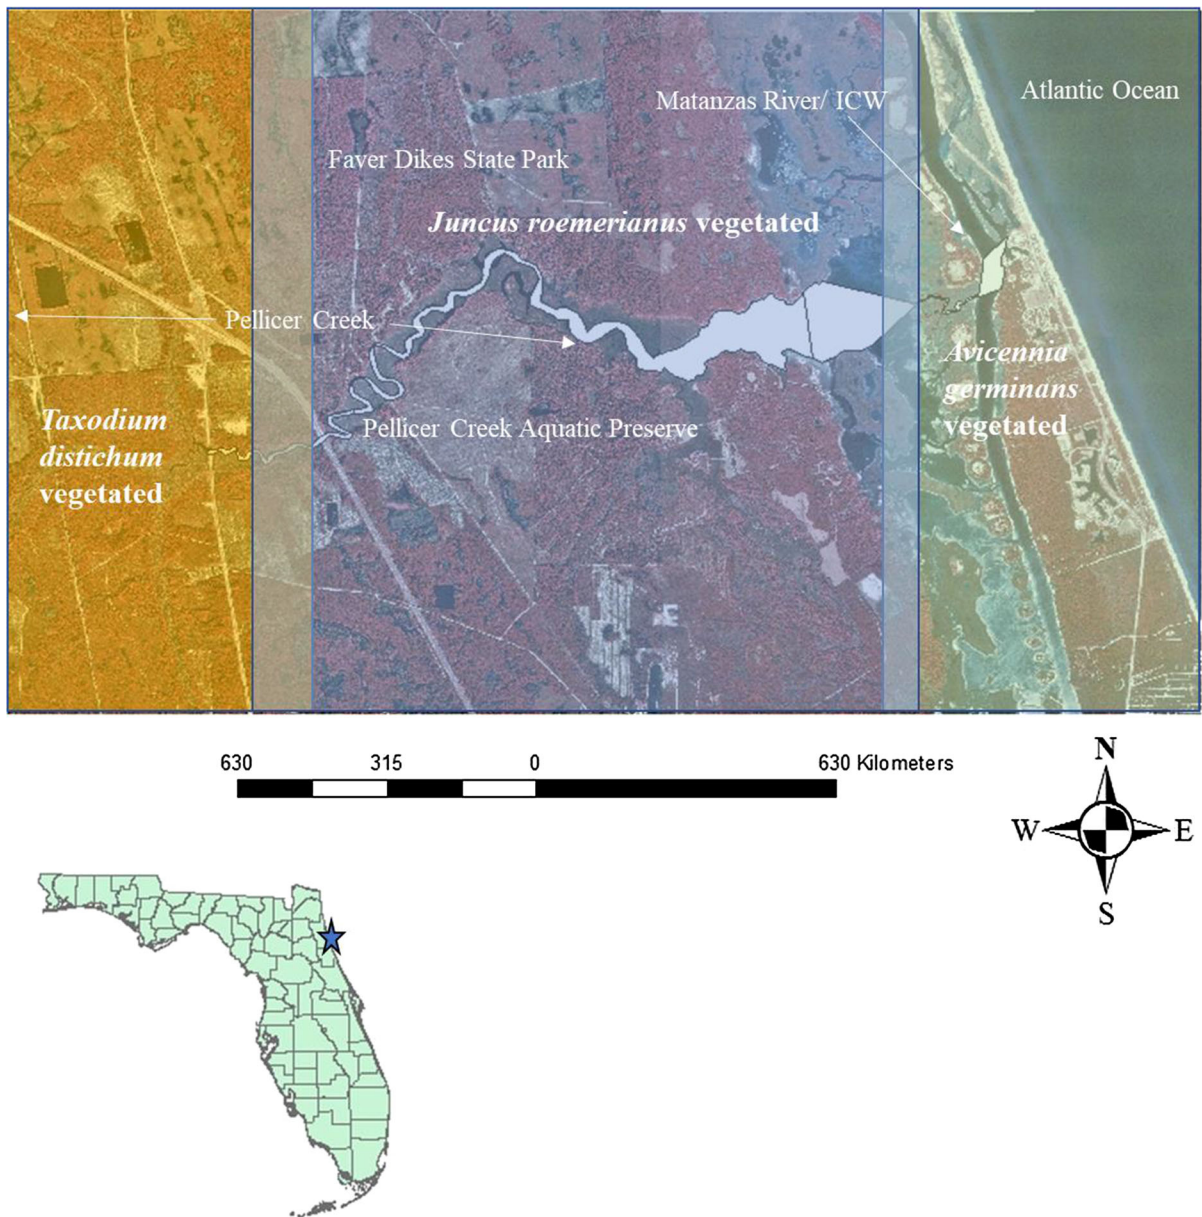 Atlantic Ocean
Matanzas River/ ICW
Faver Dikes State Park
Juncus roemerianus vegetated
Pellicer Creek
Avicennia
germinans
vegetated
Taxodium
distichum
vegetated
Pellicer Creek Aquatic Preserve
630 315 0 630 Kilometers
N
W E
S